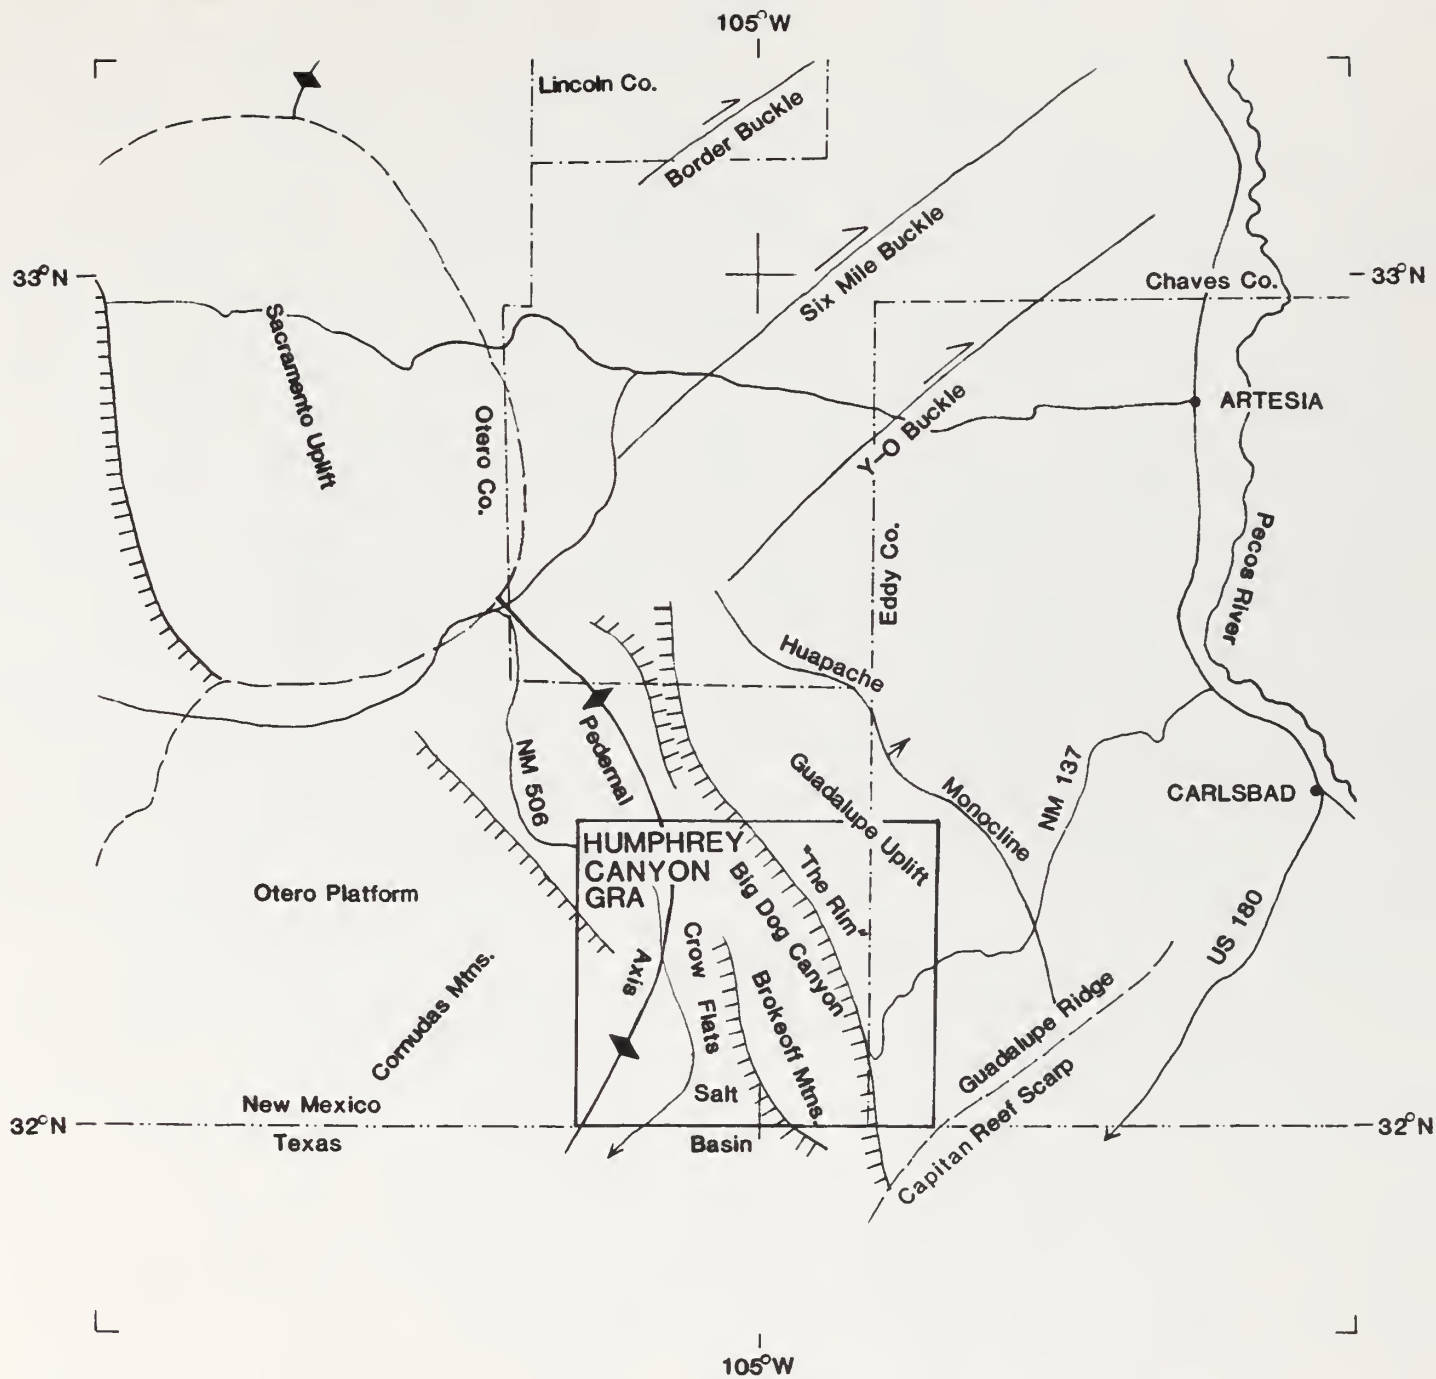 105°W
Lincoln Co.
Border Buckle
33°N
33°N
Chaves Co.
Six Mile Buckle
Sacramento Uplift
ARTESIA
Otero Co.
Y-O Buckle
Eddy Co.
Pecos River
Huapache
Pedernal
NM 506
Guadalupe Uplift
Monocline
NM 137
CARLSBAD
HUMPHREY
CANYON
GRA
"The Rim"
Big Dog Canyon
Otero Platform
US 180
Crow Flats
Axis
Brokeoff Mtns.
Cornudas Mtns.
Guadalupe Ridge
Capitan Reef Scarp
Salt
Basin
New Mexico
Texas
32°N
32°N
105°W